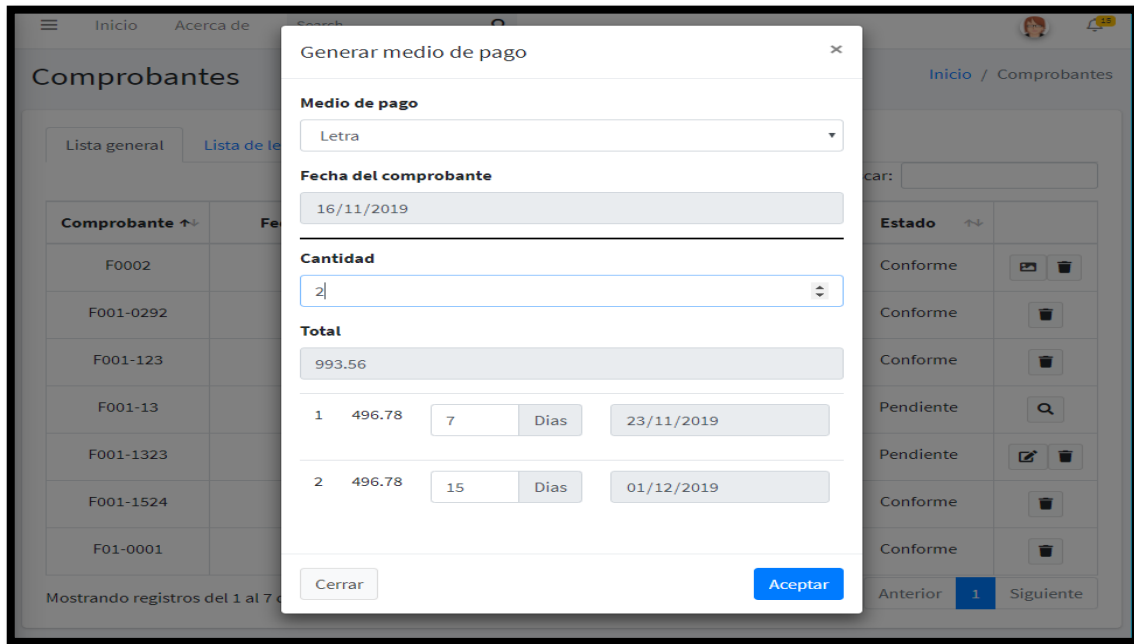 Inicio Acerca de Search 15
Comprobantes
Inicio / Comprobantes
Lista general Lista de le
car:
Generar medio de pago ×
Medio de pago
Letra
Fecha del comprobante
16/11/2019
Cantidad
2
Total
993.56
1 496.78 7 Dias 23/11/2019
2 496.78 15 Dias 01/12/2019
Cerrar Aceptar
Comprobante Fe Estado
F0002 Conforme
F001-0292 Conforme
F001-123 Conforme
F001-13 Pendiente
F001-1323 Pendiente
F001-1524 Conforme
F01-0001 Conforme
Mostrando registros del 1 al 7 Anterior 1 Siguiente